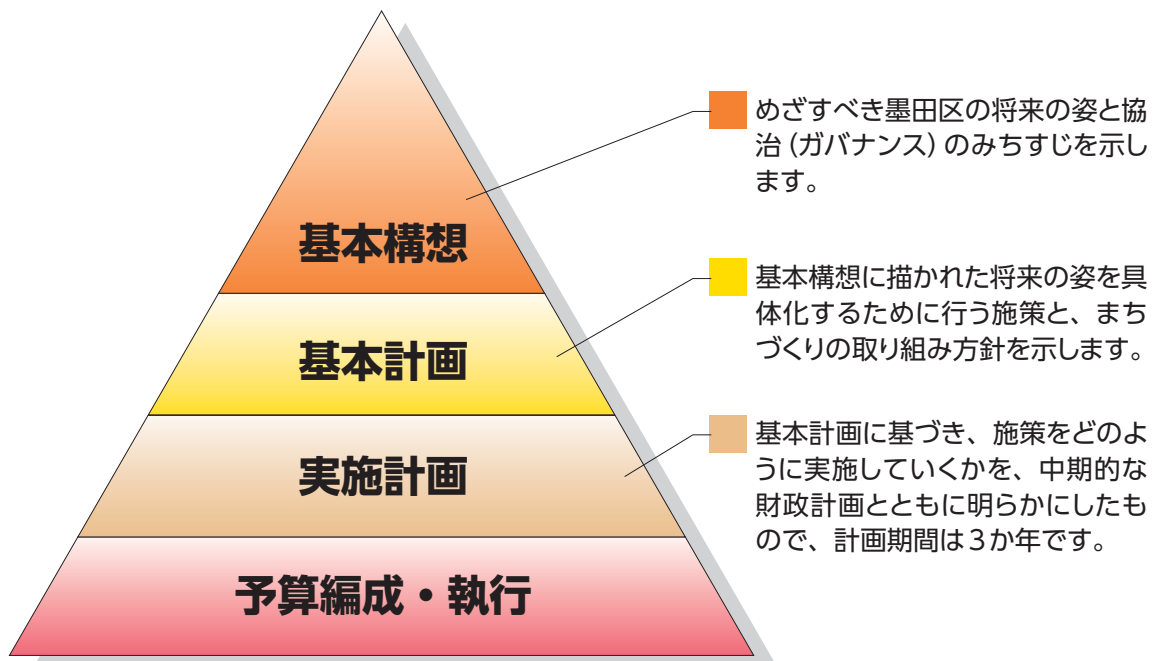 基本構想
めざすべき墨田区の将来の姿と協
治(ガバナンス)のみちすじを示し
ます。
基本計画
基本構想に描かれた将来の姿を具
体化するために行う施策と、まち
づくりの取り組み方針を示します。
実施計画
基本計画に基づき、施策をどのよ
うに実施していくかを、中期的な
財政計画とともに明らかにしたも
ので、計画期間は3か年です。
予算編成・執行